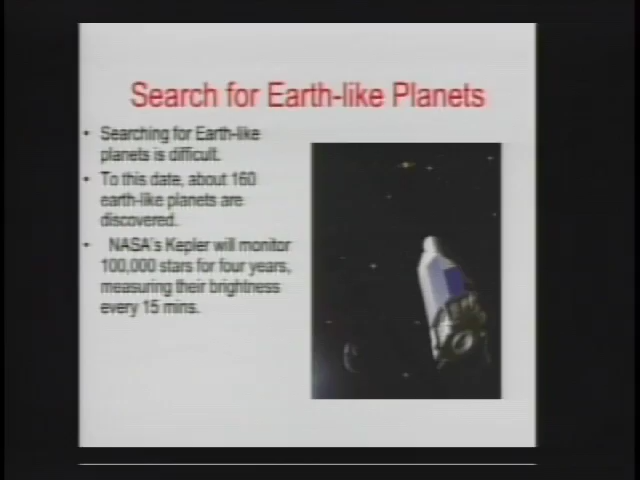 Search for Earth-like Planets
• Searching for Earth-like
planets is difficult.
• To this date, about 160
earth-like planets are
discovered.
• NASA's Kepler will monitor
100,000 stars for four years,
measuring their brightness
every 15 mins.